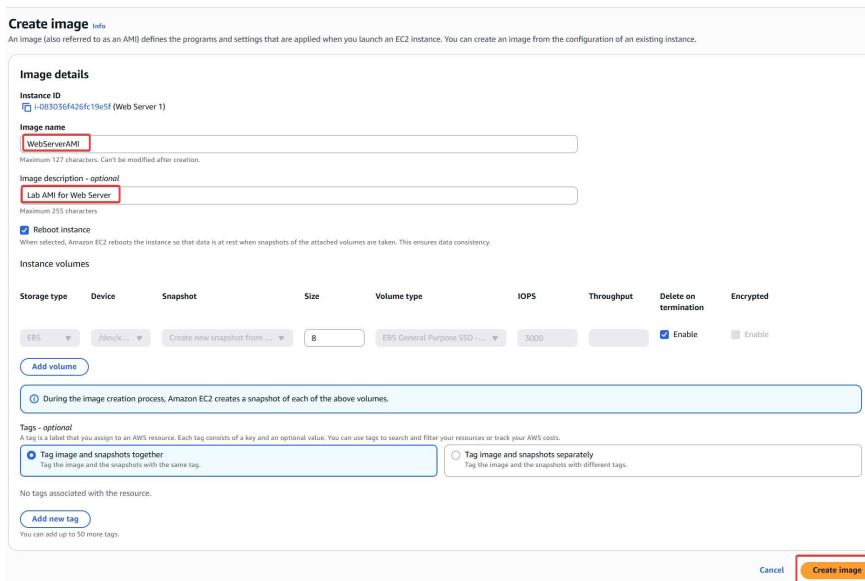 Create image Info
An image (also referred to as an AMI) defines the programs and settings that are applied when you launch an EC2 instance. You can create an image from the configuration of an existing instance.
Image details
Instance ID
i-083036f426fc19e5f (Web Server 1)
Image name
WebServerAMI
Maximum 127 characters. Can't be modified after creation.
Image description - optional
Lab AMI for Web Server
Maximum 255 characters
Reboot instance
When selected, Amazon EC2 reboots the instance so that data is at rest when snapshots of the attached volumes are taken. This ensures data consistency.
Instance volumes
Storage type Device Snapshot Size Volume type IOPS Throughput Delete on termination Encrypted
EBS /dev/x... Create new snapshot from ... 8 EBS General Purpose SSD -... 3000 Enable Enable
Add volume
During the image creation process, Amazon EC2 creates a snapshot of each of the above volumes.
Tags - optional
A tag is a label that you assign to an AWS resource. Each tag consists of a key and an optional value. You can use tags to search and filter your resources or track your AWS costs.
Tag image and snapshots together
Tag the image and the snapshots with the same tag.
Tag image and snapshots separately
Tag the image and the snapshots with different tags.
No tags associated with the resource.
Add new tag
You can add up to 50 more tags.
Cancel Create image